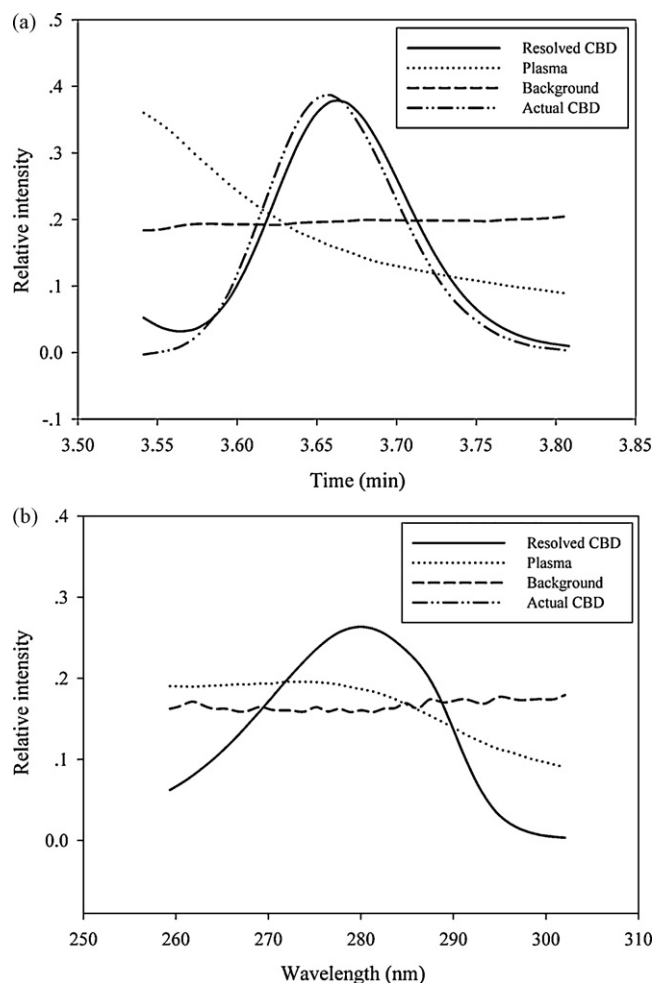 (a)
.5
.4
.3
.2
.1
0.0
-.1
Relative intensity
Resolved CBD
Plasma
Background
Actual CBD
3.50 3.55 3.60 3.65 3.70 3.75 3.80 3.85
Time (min)
(b)
.4
.3
.2
.1
0.0
Relative intensity
Resolved CBD
Plasma
Background
Actual CBD
250 260 270 280 290 300 310
Wavelength (nm)